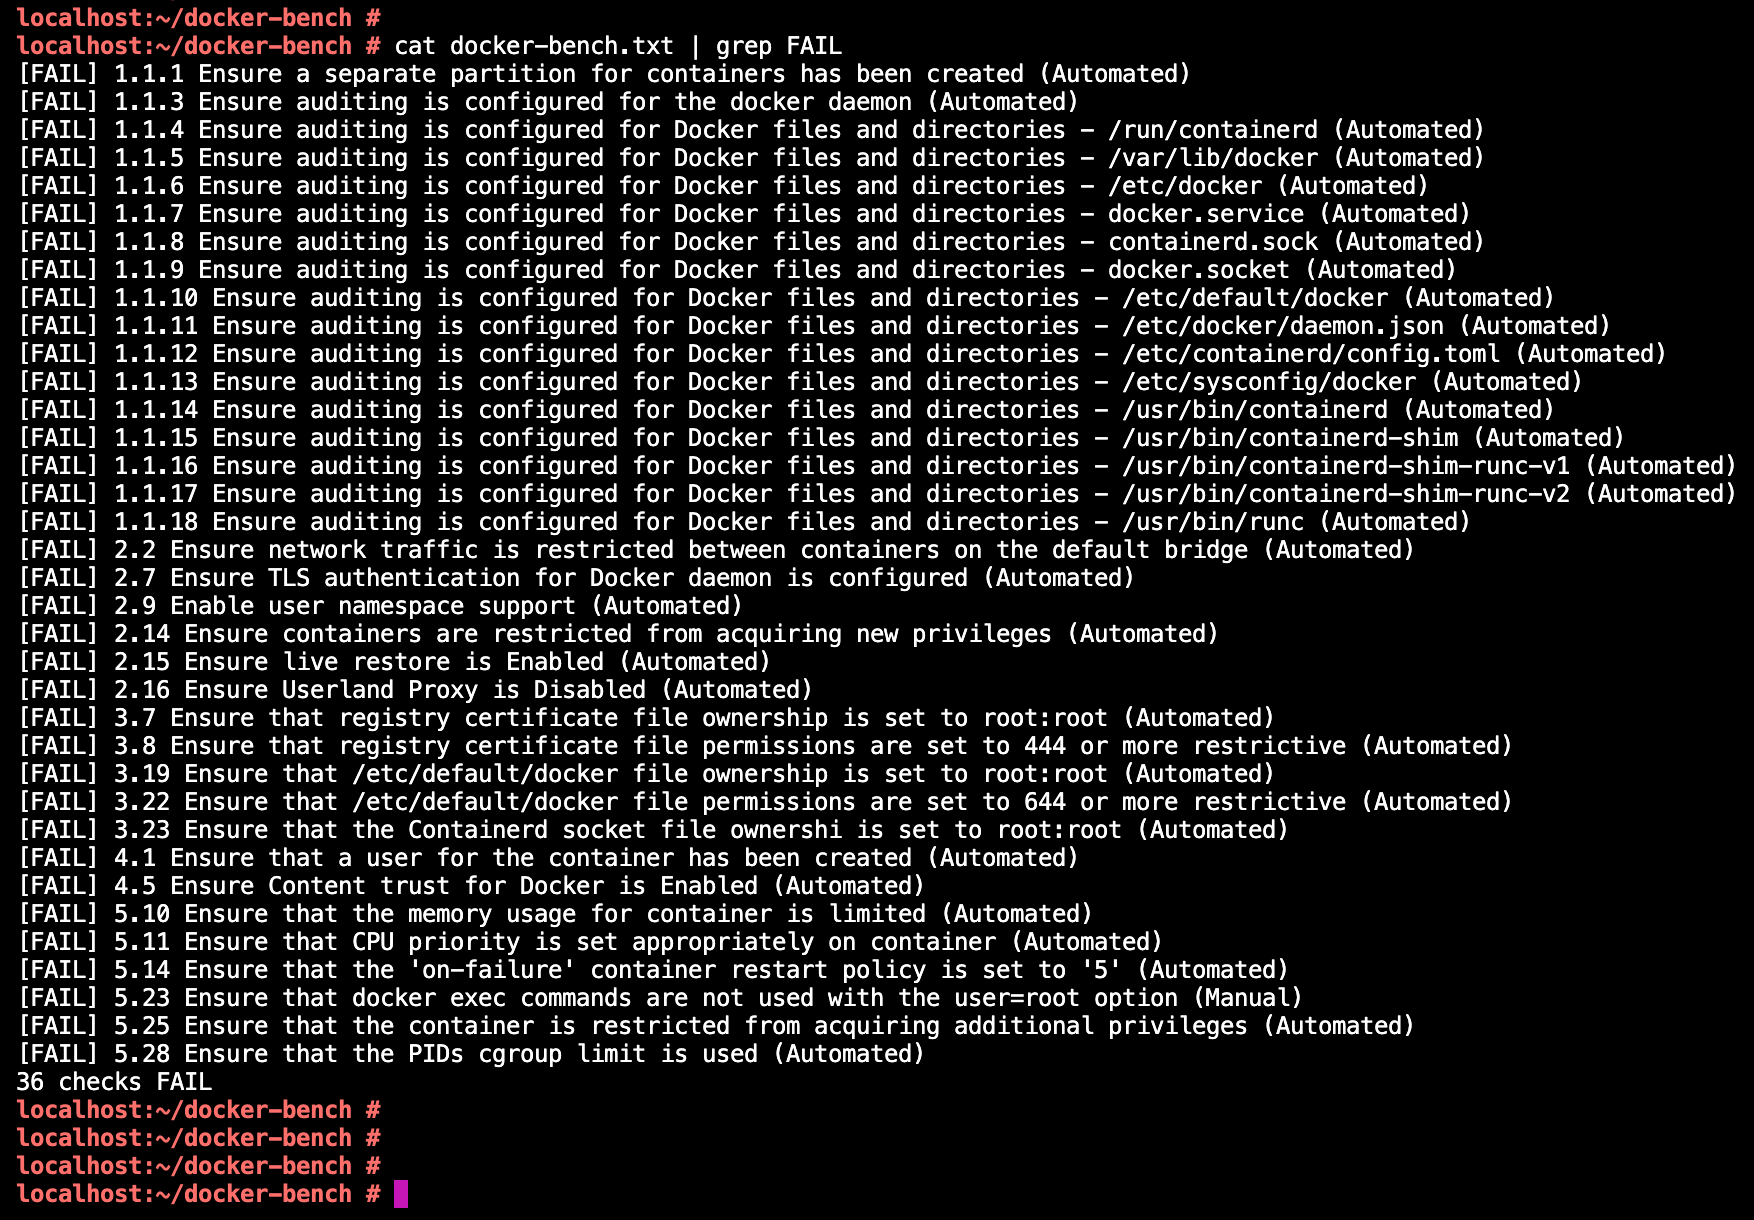 localhost:~/docker-bench #
localhost:~/docker-bench # cat docker-bench.txt | grep FAIL
[FAIL] 1.1.1 Ensure a separate partition for containers has been created (Automated)
[FAIL] 1.1.3 Ensure auditing is configured for the docker daemon (Automated)
[FAIL] 1.1.4 Ensure auditing is configured for Docker files and directories - /run/containerd (Automated)
[FAIL] 1.1.5 Ensure auditing is configured for Docker files and directories - /var/lib/docker (Automated)
[FAIL] 1.1.6 Ensure auditing is configured for Docker files and directories - /etc/docker (Automated)
[FAIL] 1.1.7 Ensure auditing is configured for Docker files and directories - docker.service (Automated)
[FAIL] 1.1.8 Ensure auditing is configured for Docker files and directories - containerd.sock (Automated)
[FAIL] 1.1.9 Ensure auditing is configured for Docker files and directories - docker.socket (Automated)
[FAIL] 1.1.10 Ensure auditing is configured for Docker files and directories - /etc/default/docker (Automated)
[FAIL] 1.1.11 Ensure auditing is configured for Docker files and directories - /etc/docker/daemon.json (Automated)
[FAIL] 1.1.12 Ensure auditing is configured for Docker files and directories - /etc/containerd/config.toml (Automated)
[FAIL] 1.1.13 Ensure auditing is configured for Docker files and directories - /etc/sysconfig/docker (Automated)
[FAIL] 1.1.14 Ensure auditing is configured for Docker files and directories - /usr/bin/containerd (Automated)
[FAIL] 1.1.15 Ensure auditing is configured for Docker files and directories - /usr/bin/containerd-shim (Automated)
[FAIL] 1.1.16 Ensure auditing is configured for Docker files and directories - /usr/bin/containerd-shim-runc-v1 (Automated)
[FAIL] 1.1.17 Ensure auditing is configured for Docker files and directories - /usr/bin/containerd-shim-runc-v2 (Automated)
[FAIL] 1.1.18 Ensure auditing is configured for Docker files and directories - /usr/bin/runc (Automated)
[FAIL] 2.2 Ensure network traffic is restricted between containers on the default bridge (Automated)
[FAIL] 2.7 Ensure TLS authentication for Docker daemon is configured (Automated)
[FAIL] 2.9 Enable user namespace support (Automated)
[FAIL] 2.14 Ensure containers are restricted from acquiring new privileges (Automated)
[FAIL] 2.15 Ensure live restore is Enabled (Automated)
[FAIL] 2.16 Ensure Userland Proxy is Disabled (Automated)
[FAIL] 3.7 Ensure that registry certificate file ownership is set to root:root (Automated)
[FAIL] 3.8 Ensure that registry certificate file permissions are set to 444 or more restrictive (Automated)
[FAIL] 3.19 Ensure that /etc/default/docker file ownership is set to root:root (Automated)
[FAIL] 3.22 Ensure that /etc/default/docker file permissions are set to 644 or more restrictive (Automated)
[FAIL] 3.23 Ensure that the Containerd socket file ownershi is set to root:root (Automated)
[FAIL] 4.1 Ensure that a user for the container has been created (Automated)
[FAIL] 4.5 Ensure Content trust for Docker is Enabled (Automated)
[FAIL] 5.10 Ensure that the memory usage for container is limited (Automated)
[FAIL] 5.11 Ensure that CPU priority is set appropriately on container (Automated)
[FAIL] 5.14 Ensure that the 'on-failure' container restart policy is set to '5' (Automated)
[FAIL] 5.23 Ensure that docker exec commands are not used with the user=root option (Manual)
[FAIL] 5.25 Ensure that the container is restricted from acquiring additional privileges (Automated)
[FAIL] 5.28 Ensure that the PIDs cgroup limit is used (Automated)
36 checks FAIL
localhost:~/docker-bench #
localhost:~/docker-bench #
localhost:~/docker-bench #
localhost:~/docker-bench #